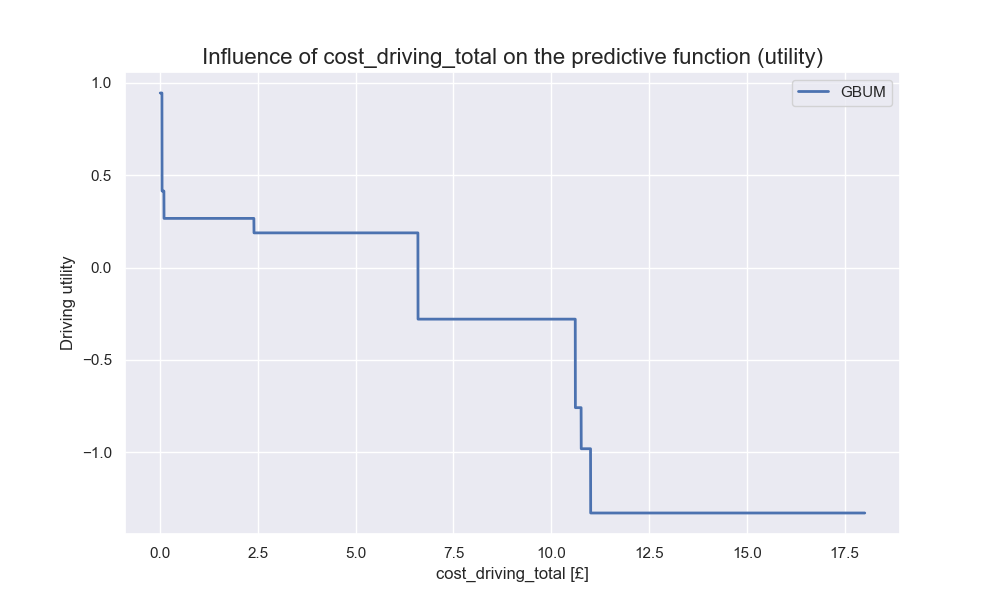 Influence of cost_driving_total on the predictive function (utility)
GBUM
1.0
0.5
0.0
−0.5
−1.0
Driving utility
0.0 2.5 5.0 7.5 10.0 12.5 15.0 17.5
cost_driving_total [£]